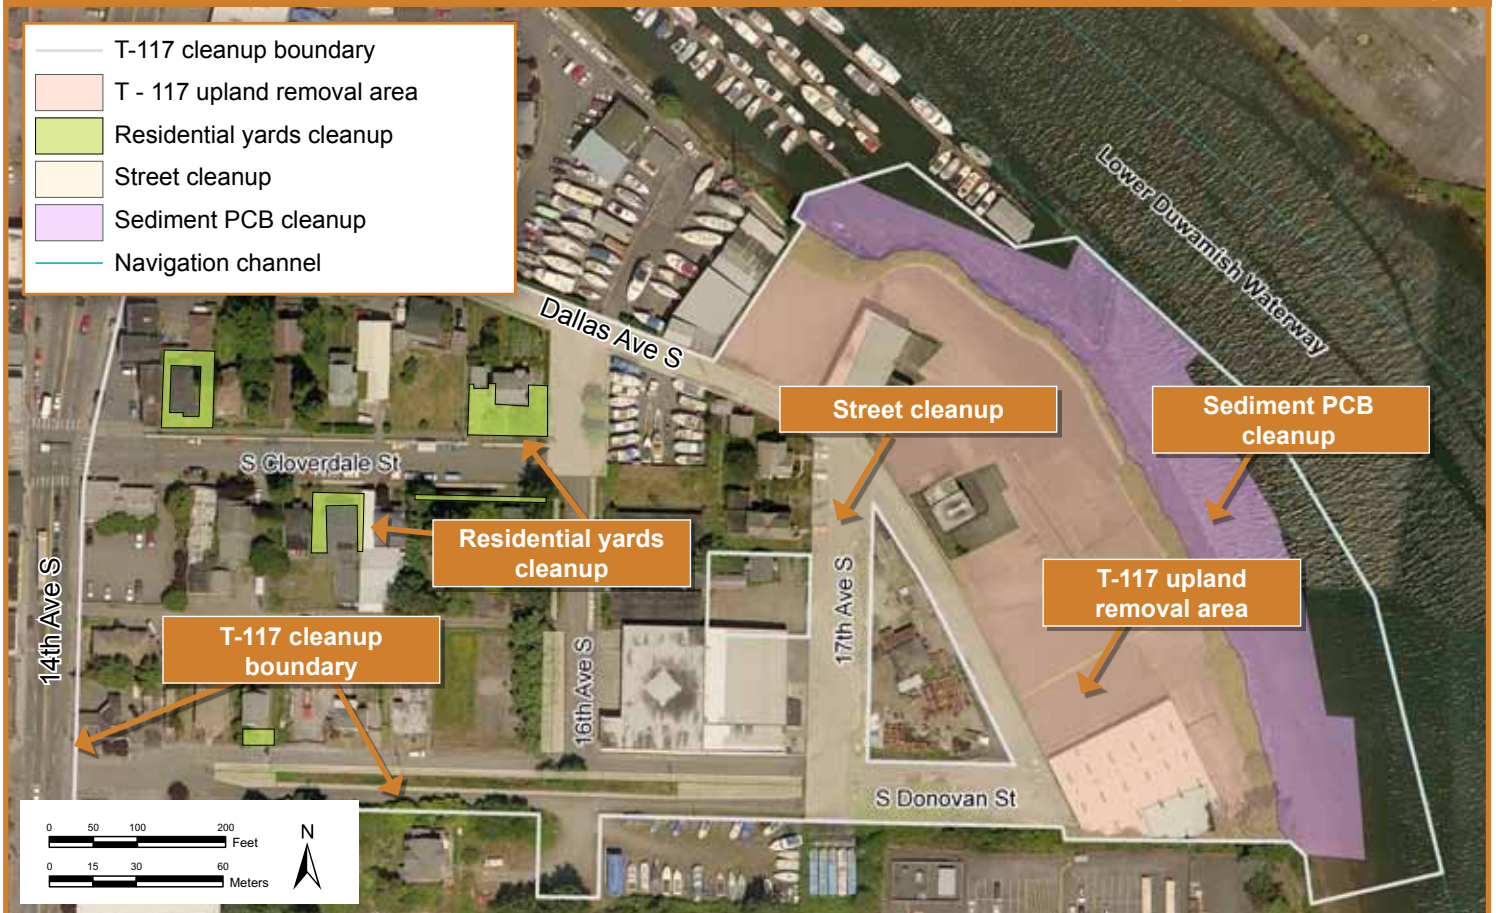 T-117 cleanup boundary
T - 117 upland removal area
Residential yards cleanup
Street cleanup
Sediment PCB cleanup
Navigation channel
Lower Duwamish Waterway
Dallas Ave S
Street cleanup
Sediment PCB
cleanup
S Cloverdale St
Residential yards
cleanup
T-117 upland
removal area
14th Ave S
T-117 cleanup
boundary
16th Ave S
17th Ave S
S Donovan St
0 50 100 200
Feet
0 15 30 60
Meters
N